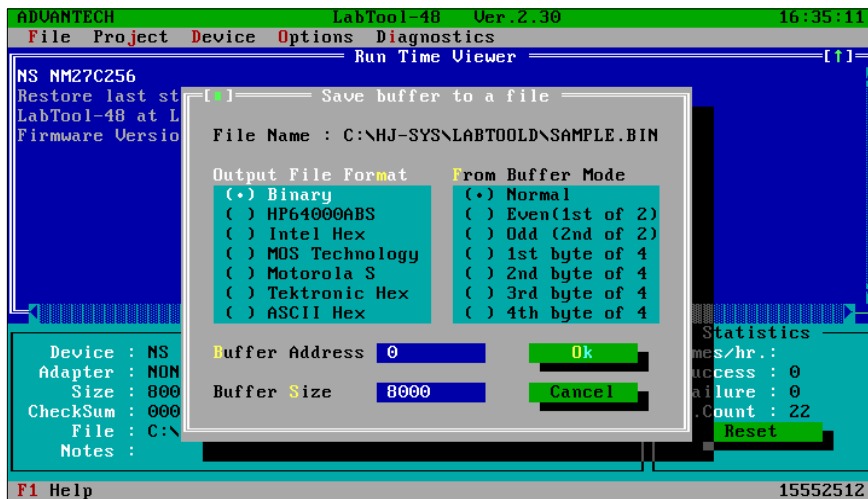 ADVANTECH LabTool-48 Ver.2.30 16:35:11
File Project Device Options Diagnostics
Run Time Viewer [↑]
NS NM27C256
Restore last st
LabTool-48 at L
Firmware Versio
[■] Save buffer to a file
File Name : C:\HJ-SYS\LABTOOLD\SAMPLE.BIN
Output File Format From Buffer Mode
(•) Binary (•) Normal
( ) HP64000ABS ( ) Even(1st of 2)
( ) Intel Hex ( ) Odd (2nd of 2)
( ) MOS Technology ( ) 1st byte of 4
( ) Motorola S ( ) 2nd byte of 4
( ) Tektronic Hex ( ) 3rd byte of 4
( ) ASCII Hex ( ) 4th byte of 4
Buffer Address 0 Ok
Buffer Size 8000 Cancel
Statistics
Device : NS mes/hr.:
Adapter : NON uccess : 0
Size : 800 ailure : 0
CheckSum : 000 .Count : 22
File : C:\ Reset
Notes :
F1 Help 15552512